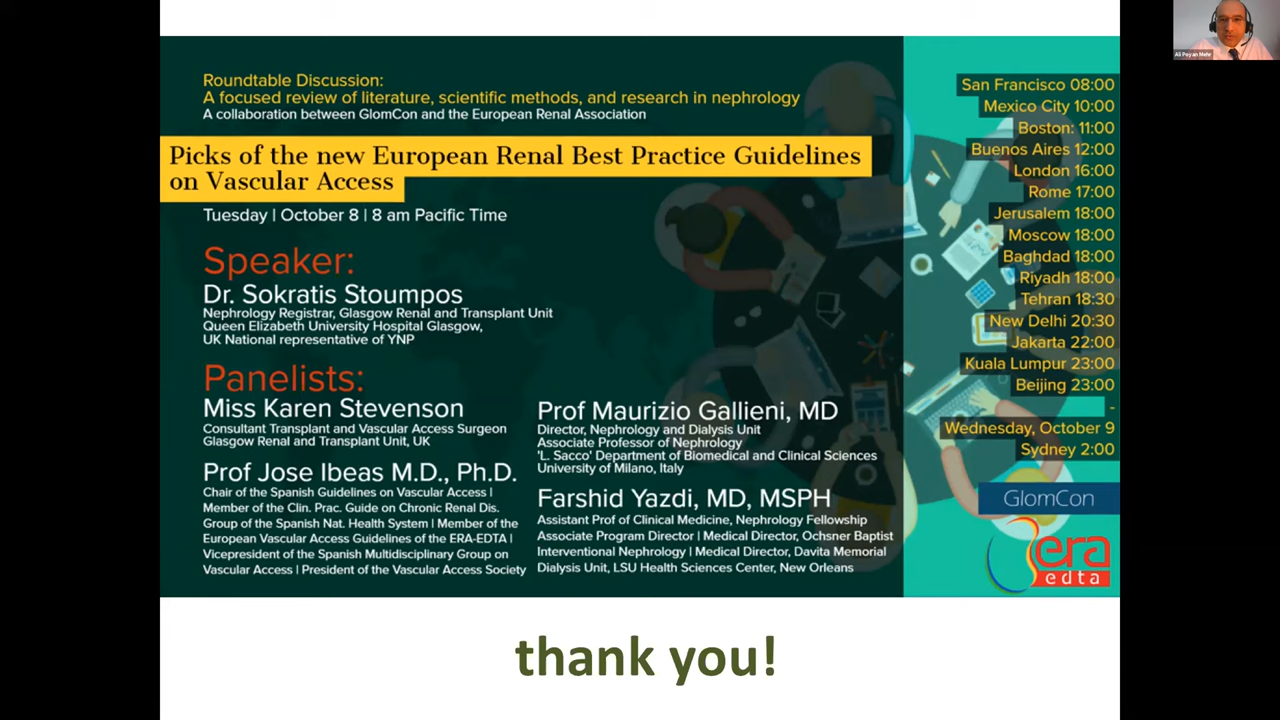 Roundtable Discussion:
A focused review of literature, scientific methods, and research in nephrology
A collaboration between GlomCon and the European Renal Association
Picks of the new European Renal Best Practice Guidelines
on Vascular Access
Tuesday | October 8 | 8 am Pacific Time
Speaker:
Dr. Sokratis Stoumpos
Nephrology Registrar, Glasgow Renal and Transplant Unit
Queen Elizabeth University Hospital Glasgow,
UK National representative of YNP
Panelists:
Miss Karen Stevenson
Consultant Transplant and Vascular Access Surgeon
Glasgow Renal and Transplant Unit, UK
Prof Jose Ibeas M.D., Ph.D.
Chair of the Spanish Guidelines on Vascular Access |
Member of the Clin. Prac. Guide on Chronic Renal Dis.
Group of the Spanish Nat. Health System | Member of the
European Vascular Access Guidelines of the ERA-EDTA |
Vicepresident of the Spanish Multidisciplinary Group on
Vascular Access | President of the Vascular Access Society
Prof Maurizio Gallieni, MD
Director, Nephrology and Dialysis Unit
Associate Professor of Nephrology
'L. Sacco' Department of Biomedical and Clinical Sciences
University of Milano, Italy
Farshid Yazdi, MD, MSPH
Assistant Prof of Clinical Medicine, Nephrology Fellowship
Associate Program Director | Medical Director, Ochsner Baptist
Interventional Nephrology | Medical Director, Davita Memorial
Dialysis Unit, LSU Health Sciences Center, New Orleans
San Francisco 08:00
Mexico City 10:00
Boston: 11:00
Buenos Aires 12:00
London 16:00
Rome 17:00
Jerusalem 18:00
Moscow 18:00
Baghdad 18:00
Riyadh 18:00
Tehran 18:30
New Delhi 20:30
Jakarta 22:00
Kuala Lumpur 23:00
Beijing 23:00
-
Wednesday, October 9
Sydney 2:00
GlomCon
era
edta
thank you!
Ali Poyan Mehr